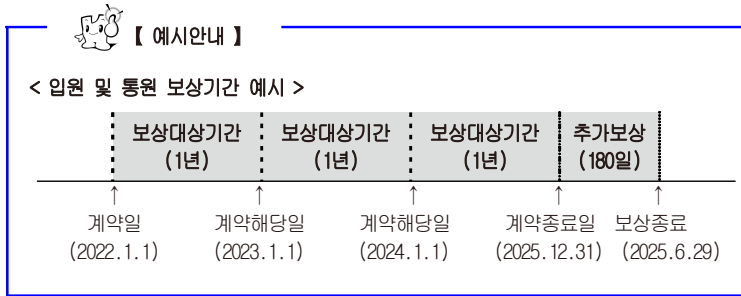 【 예시안내 】
< 입원 및 통원 보상기간 예시 >
보상대상기간 보상대상기간 보상대상기간 추가보상
(1년) (1년) (1년) (180일)
↑ ↑ ↑ ↑ ↑
계약일 계약해당일 계약해당일 계약종료일 보상종료
(2022.1.1) (2023.1.1) (2024.1.1) (2025.12.31) (2025.6.29)